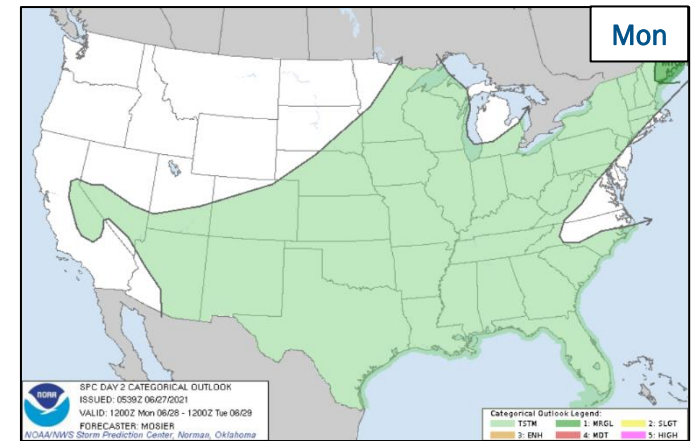 Mon
NOAA
SPC DAY 2 CATEGORICAL OUTLOOK
ISSUED: 0539Z 06/27/2021
VALID: 1200Z Mon 06/28 - 1200Z Tue 06/29
FORECASTER: MOSIER
NOAA/NWS Storm Prediction Center, Norman, Oklahoma
Categorical Outlook Legend:
TSTM 1: MRGL 2: SLGT
3: ENH 4: MDT 5: HIGH